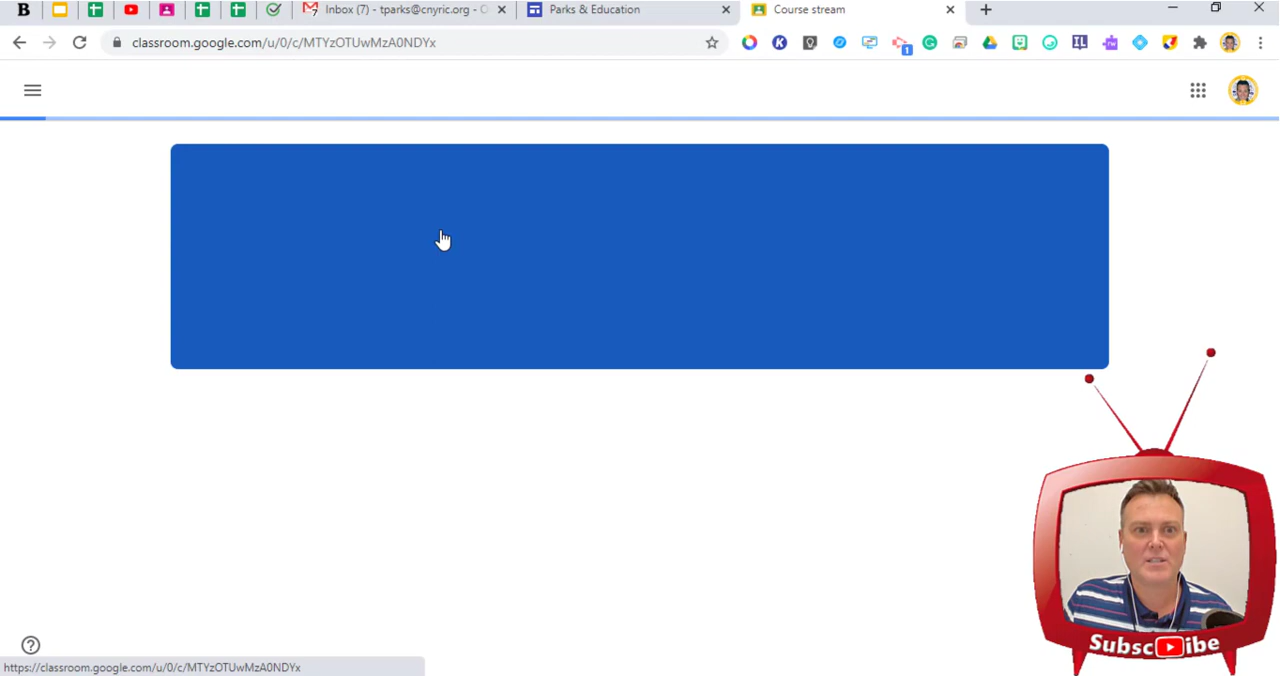 B Inbox (7) - tparks@cnyric.org - C Parks & Education Course stream
classroom.google.com/u/0/c/MTYzOTUwMzA0NDYx
1
Subscribe
https://classroom.google.com/u/0/c/MTYzOTUwMzA0NDYx